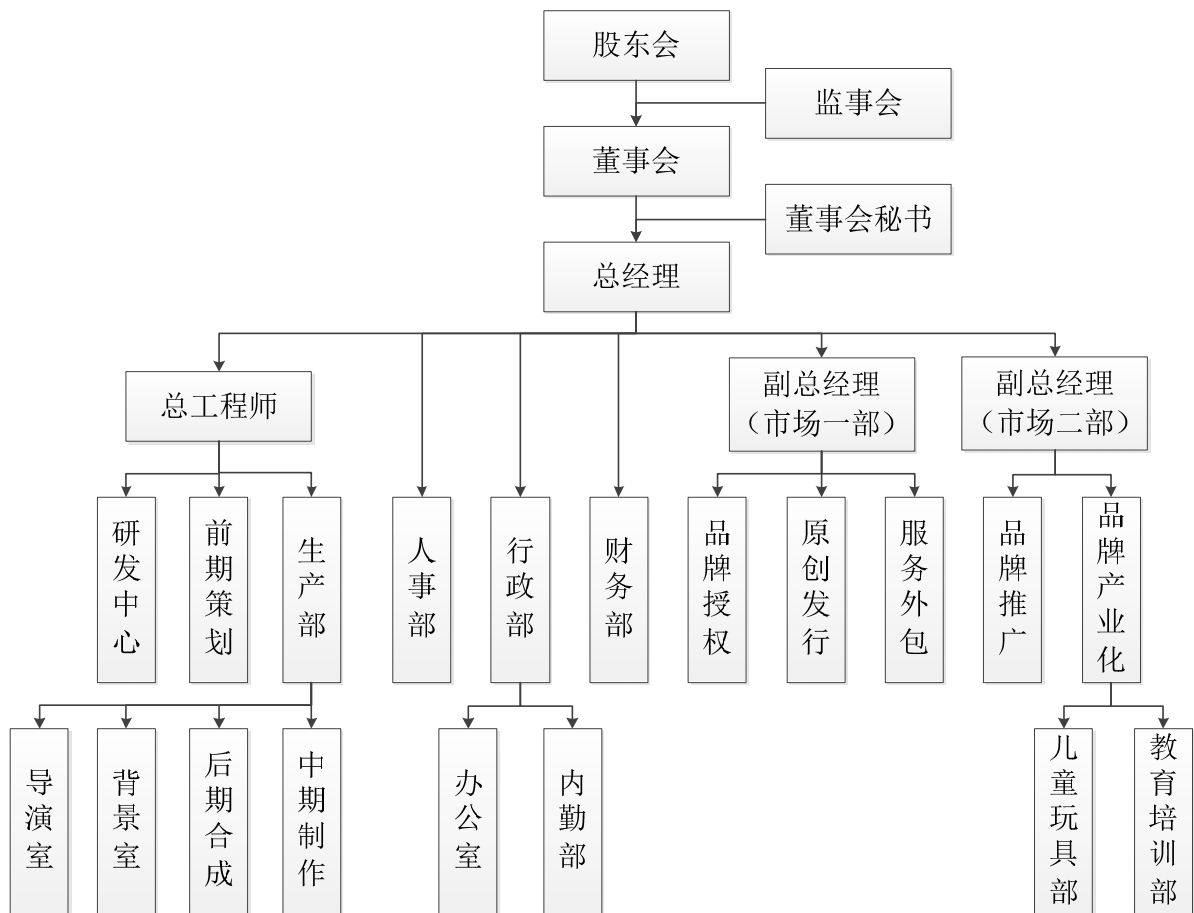 股东会
监事会
董事会
董事会秘书
总经理
总工程师
副总经理
（市场一部）
副总经理
（市场二部）
研发中心
前期策划
生产部
人事部
行政部
财务部
品牌授权
原创发行
服务外包
品牌推广
品牌产业化
导演室
背景室
后期合成
中期制作
办公室
内勤部
儿童玩具部
教育培训部